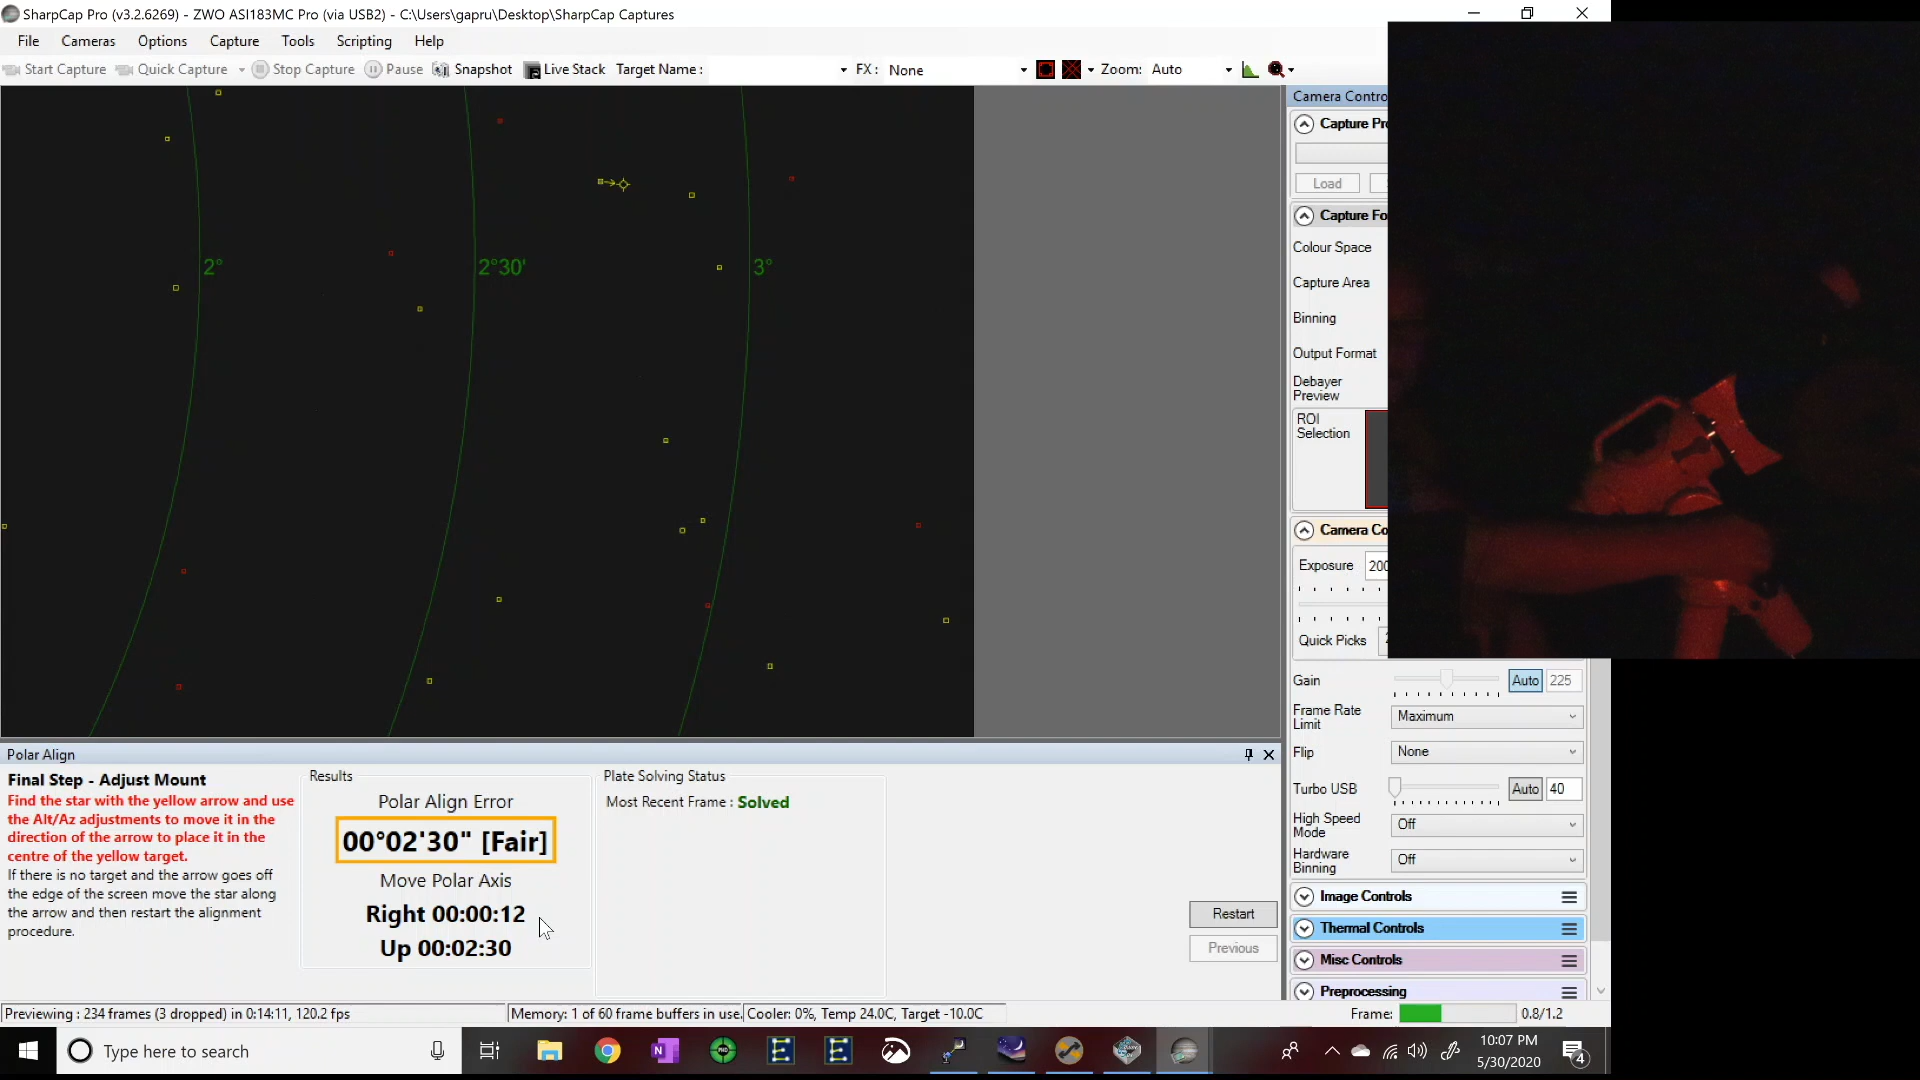 SharpCap Pro (v3.2.6269) - ZWO ASI183MC Pro (via USB2) - C:\Users\gapru\Desktop\SharpCap Captures
File Cameras Options Capture Tools Scripting Help
Start Capture Quick Capture Stop Capture Pause Snapshot Live Stack Target Name : FX : None Zoom: Auto
2° 2°30' 3°
Camera Contro
Capture Pr
Load
Capture Fo
Colour Space
Capture Area
Binning
Output Format
Debayer
Preview
ROI
Selection
Camera Co
Exposure 200
Quick Picks
Gain Auto 225
Frame Rate
Limit Maximum
Flip None
Turbo USB Auto 40
High Speed
Mode Off
Hardware
Binning Off
Image Controls
Thermal Controls
Misc Controls
Preprocessing
Polar Align
Final Step - Adjust Mount
Find the star with the yellow arrow and use
the Alt/Az adjustments to move it in the
direction of the arrow to place it in the
centre of the yellow target.
If there is no target and the arrow goes off
the edge of the screen move the star along
the arrow and then restart the alignment
procedure.
Results
Polar Align Error
00°02'30" [Fair]
Move Polar Axis
Right 00:00:12
Up 00:02:30
Plate Solving Status
Most Recent Frame : Solved
Restart
Previous
Previewing : 234 frames (3 dropped) in 0:14:11, 120.2 fps Memory: 1 of 60 frame buffers in use. Cooler: 0%, Temp 24.0C, Target -10.0C Frame: 0.8/1.2
Type here to search
10:07 PM
5/30/2020
4